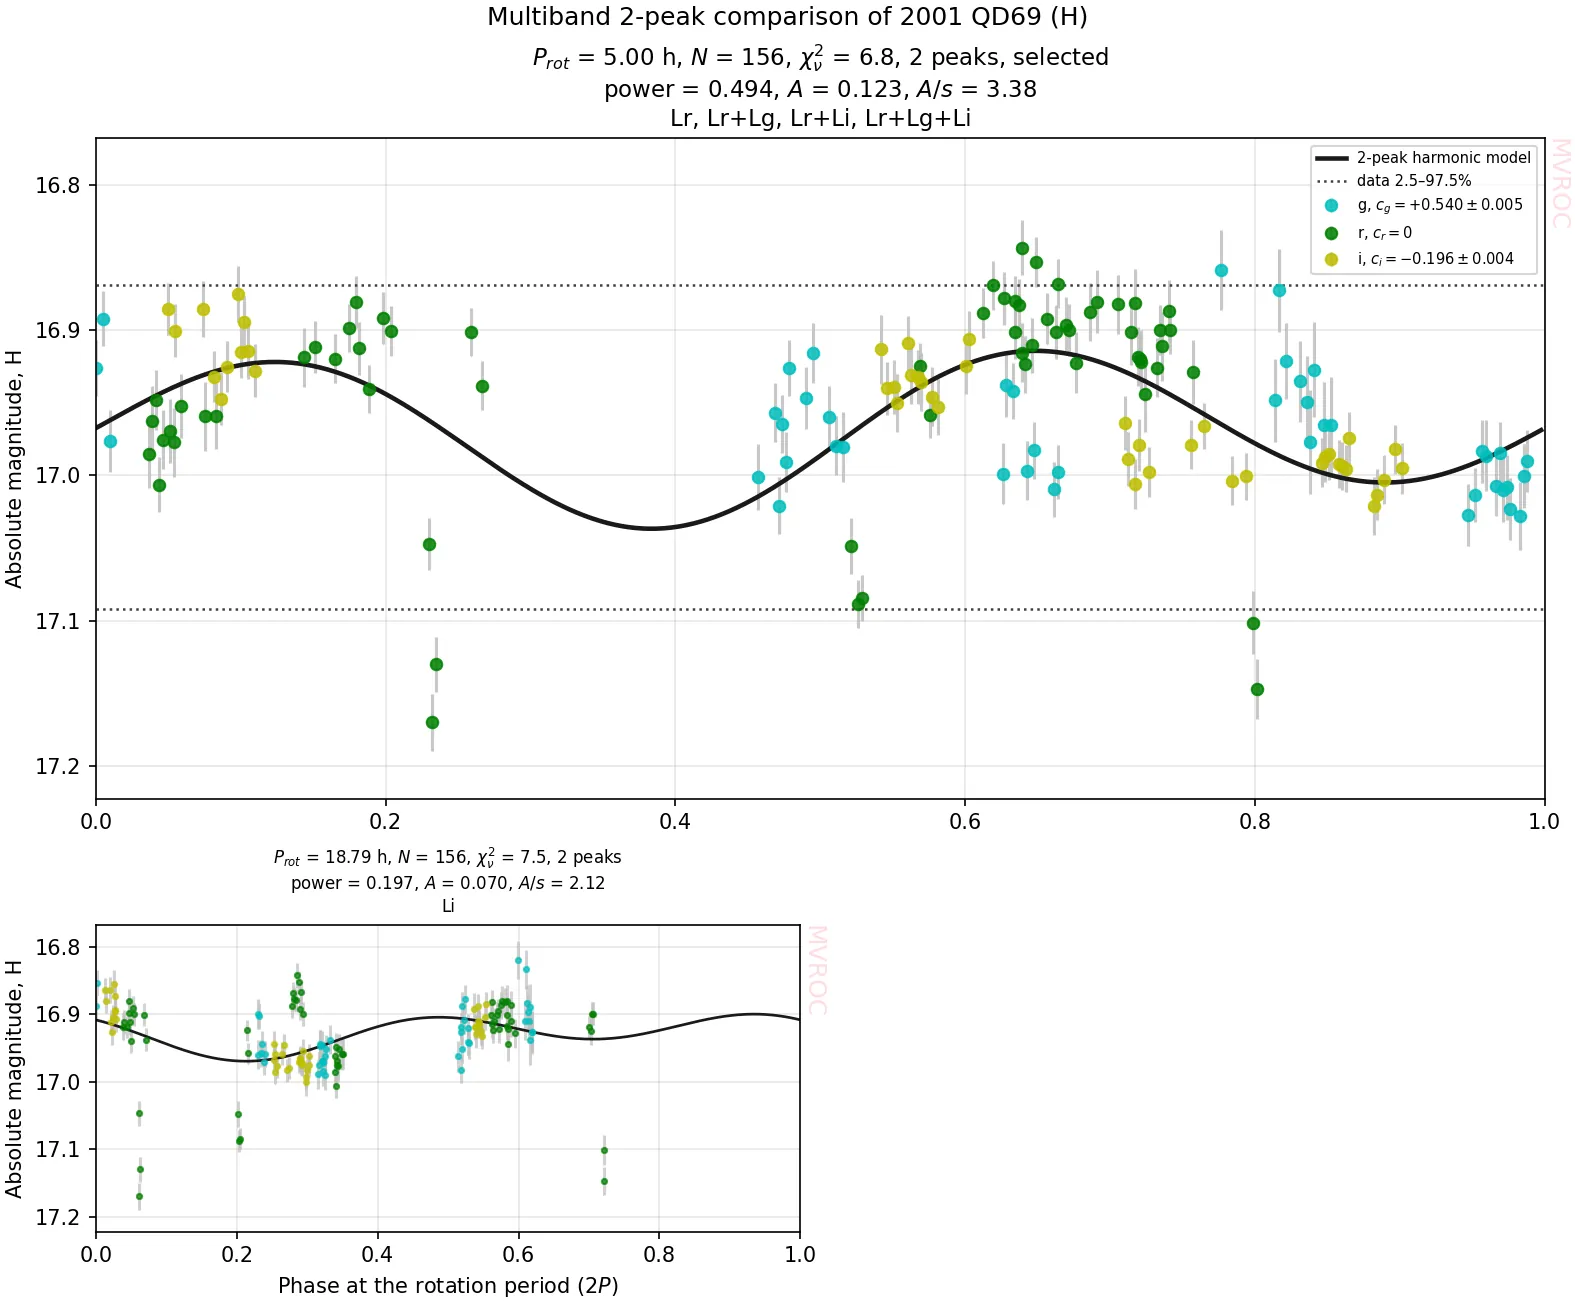 Multiband 2-peak comparison of 2001 QD69 (H)
P_rot = 5.00 h, N = 156, χ²_ν = 6.8, 2 peaks, selected
power = 0.494, A = 0.123, A/s = 3.38
Lr, Lr+Lg, Lr+Li, Lr+Lg+Li
MVROC
2-peak harmonic model
data 2.5–97.5%
g, c_g = +0.540 ± 0.005
r, c_r = 0
i, c_i = −0.196 ± 0.004
Absolute magnitude, H
16.8
16.9
17.0
17.1
17.2
0.0 0.2 0.4 0.6 0.8 1.0
P_rot = 18.79 h, N = 156, χ²_ν = 7.5, 2 peaks
power = 0.197, A = 0.070, A/s = 2.12
Li
MVROC
Absolute magnitude, H
16.8
16.9
17.0
17.1
17.2
0.0 0.2 0.4 0.6 0.8 1.0
Phase at the rotation period (2P)